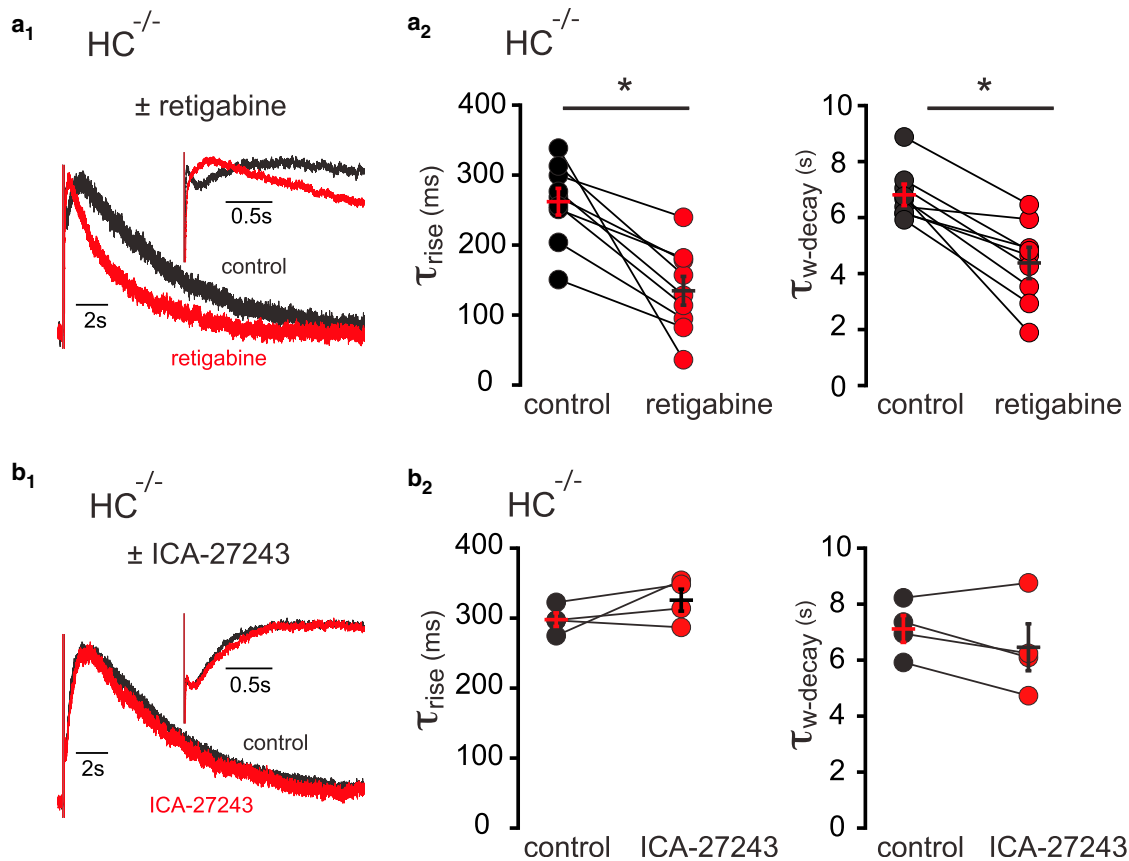 a1
HC-/-
± retigabine
0.5s
control
2s
retigabine
a2
HC-/-
*
400
300
200
100
0
τrise (ms)
control retigabine
*
10
8
6
4
2
0
τw-decay (s)
control retigabine
b1
HC-/-
± ICA-27243
0.5s
control
2s
ICA-27243
b2
HC-/-
400
300
200
100
0
τrise (ms)
control ICA-27243
10
8
6
4
2
0
τw-decay (s)
control ICA-27243